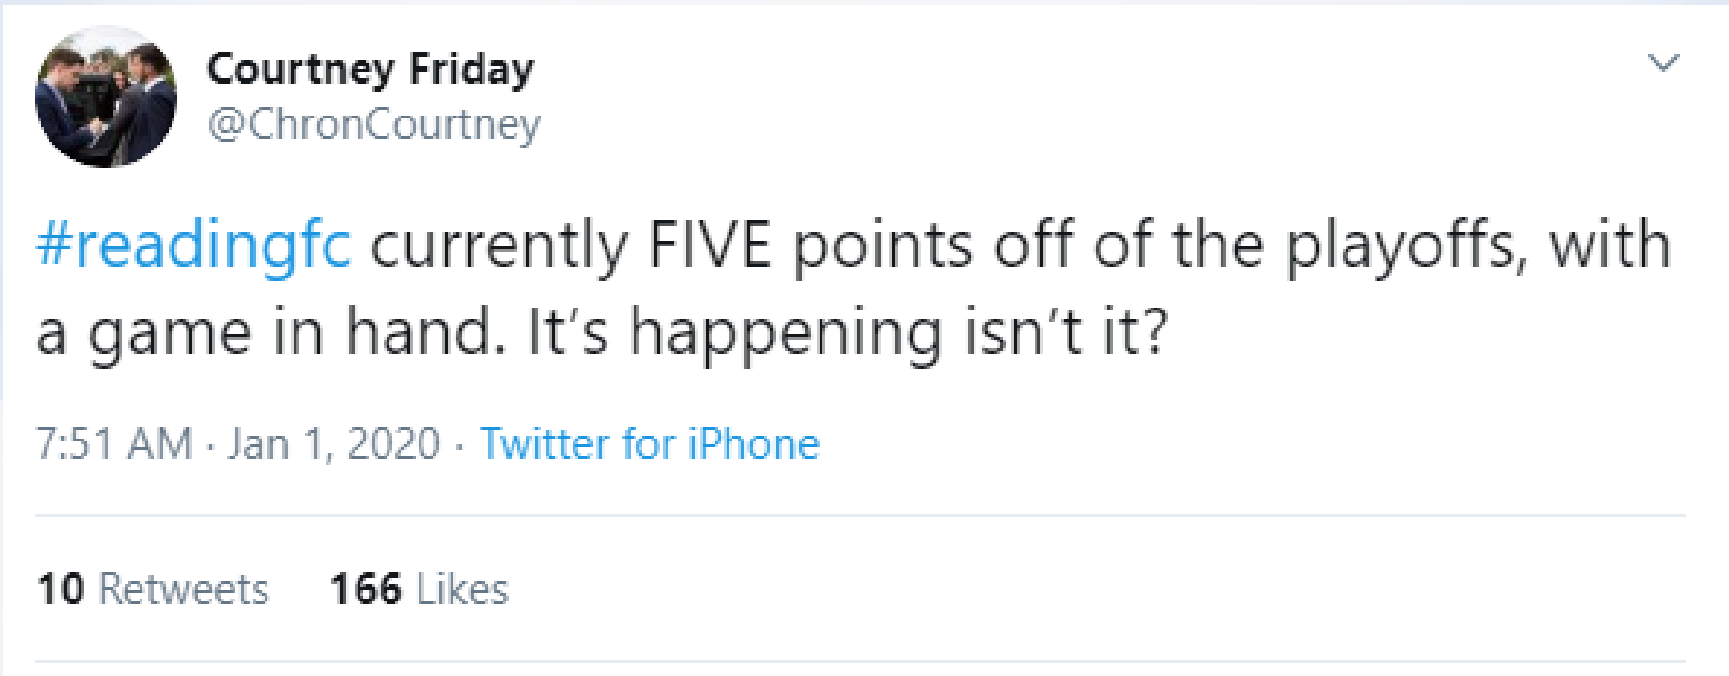 Courtney Friday
@ChronCourtney
#readingfc currently FIVE points off of the playoffs, with
a game in hand. It’s happening isn’t it?
7:51 AM · Jan 1, 2020 · Twitter for iPhone
10 Retweets 166 Likes